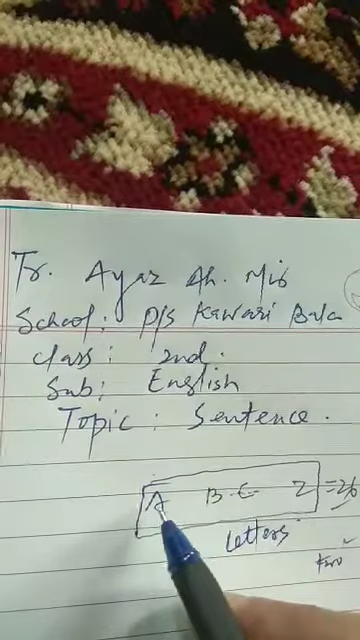 Tr. Ayaz Ah. Mir
School: P/s Kawari Bala
Class: 2nd.
Sub: English
Topic: Sentence.
A B C Z = 26
Letters